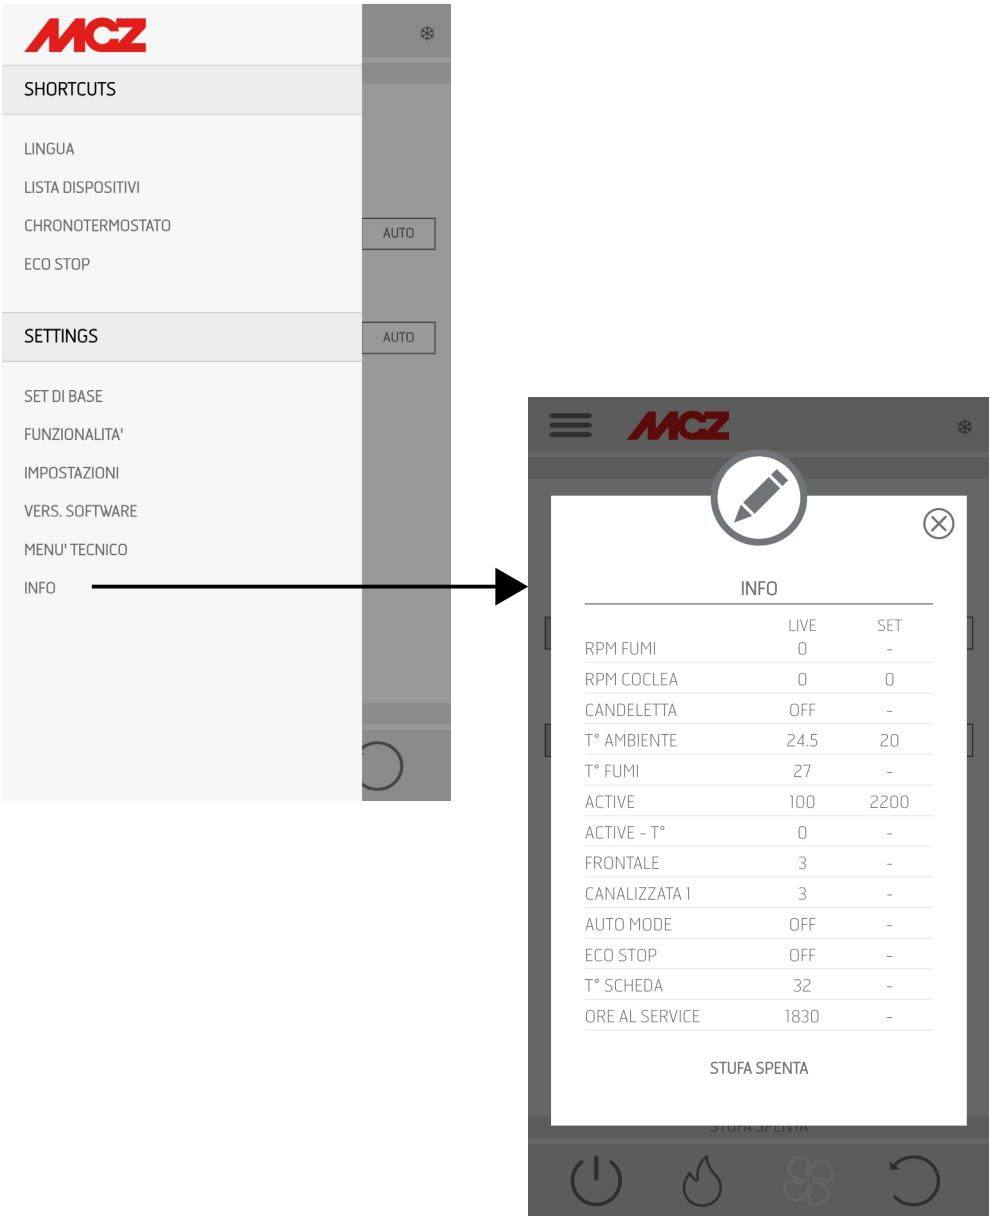 MCZ
SHORTCUTS
LINGUA
LISTA DISPOSITIVI
CHRONOTERMOSTATO
AUTO
ECO STOP
SETTINGS
AUTO
SET DI BASE
FUNZIONALITA'
IMPOSTAZIONI
VERS. SOFTWARE
MENU' TECNICO
INFO
MCZ
INFO
LIVE SET
RPM FUMI 0 -
RPM COCLEA 0 0
CANDELETTA OFF -
T° AMBIENTE 24.5 20
T° FUMI 27 -
ACTIVE 100 2200
ACTIVE - T° 0 -
FRONTALE 3 -
CANALIZZATA 1 3 -
AUTO MODE OFF -
ECO STOP OFF -
T° SCHEDA 32 -
ORE AL SERVICE 1830 -
STUFA SPENTA
STUFA SPENTA